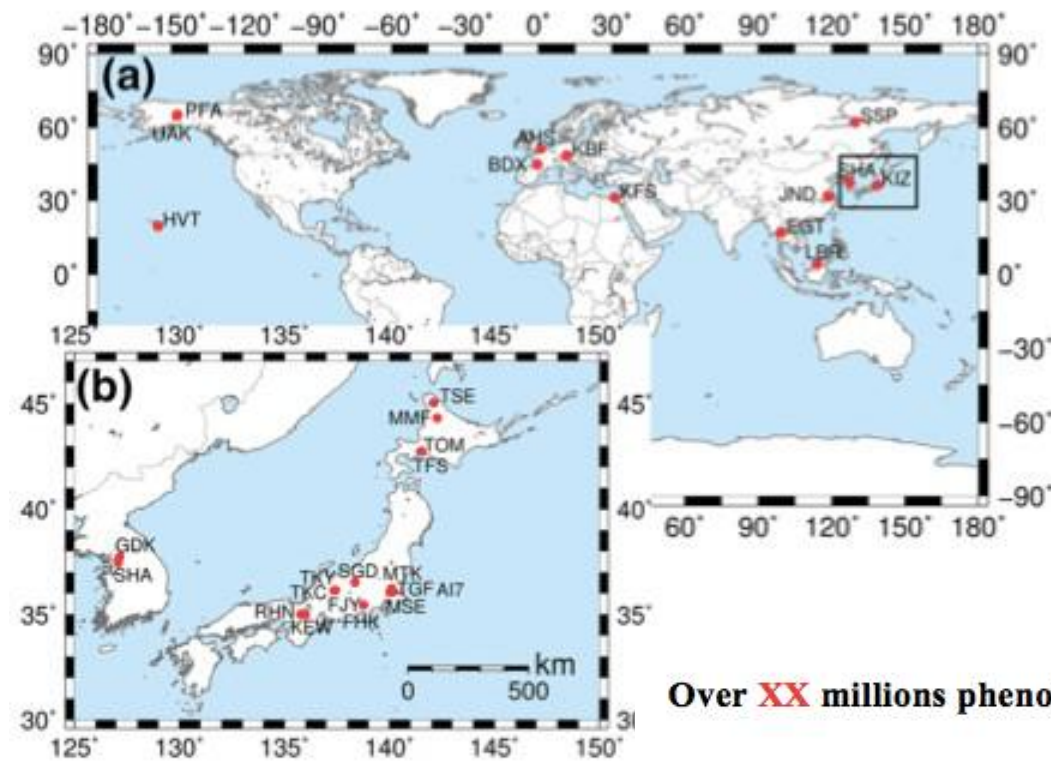 −180˚ −150˚ −120˚ −90˚ −60˚ −30˚ 0˚ 30˚ 60˚ 90˚ 120˚ 150˚ 180˚
90˚ 90˚
(a)
PFA SSP
60˚ UAK 60˚
AHS KBF
BDX SHA KIZ
30˚ KFS JND 30˚
HVT EGT
0˚ 0˚
125˚ 130˚ 135˚ 140˚ 145˚ 150˚
−30˚
(b)
45˚ TSE 45˚
MMF −60˚
TOM
TFS
−90˚
40˚ 40˚
60˚ 90˚ 120˚ 150˚ 180˚
GDK
SHA
TKY SGD MTK
TKC TGF AI7
35˚ FJY MSE 35˚
RHN FHK
KEW
km
0 500
30˚ 30˚
125˚ 130˚ 135˚ 140˚ 145˚ 150˚
Over XX millions pheno